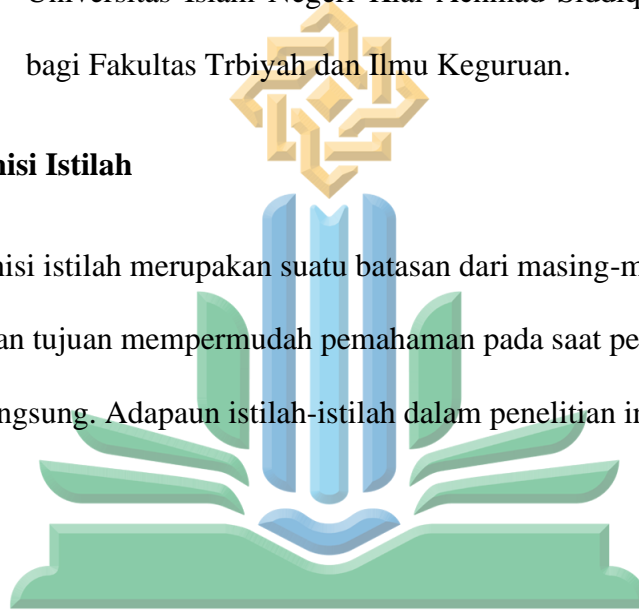 Universitas Islam Negeri Kiai Achmad Siddiq
bagi Fakultas Trbiyah dan Ilmu Keguruan.
nisi Istilah
nisi istilah merupakan suatu batasan dari masing-m
an tujuan mempermudah pemahaman pada saat pe
ngsung. Adapaun istilah-istilah dalam penelitian in